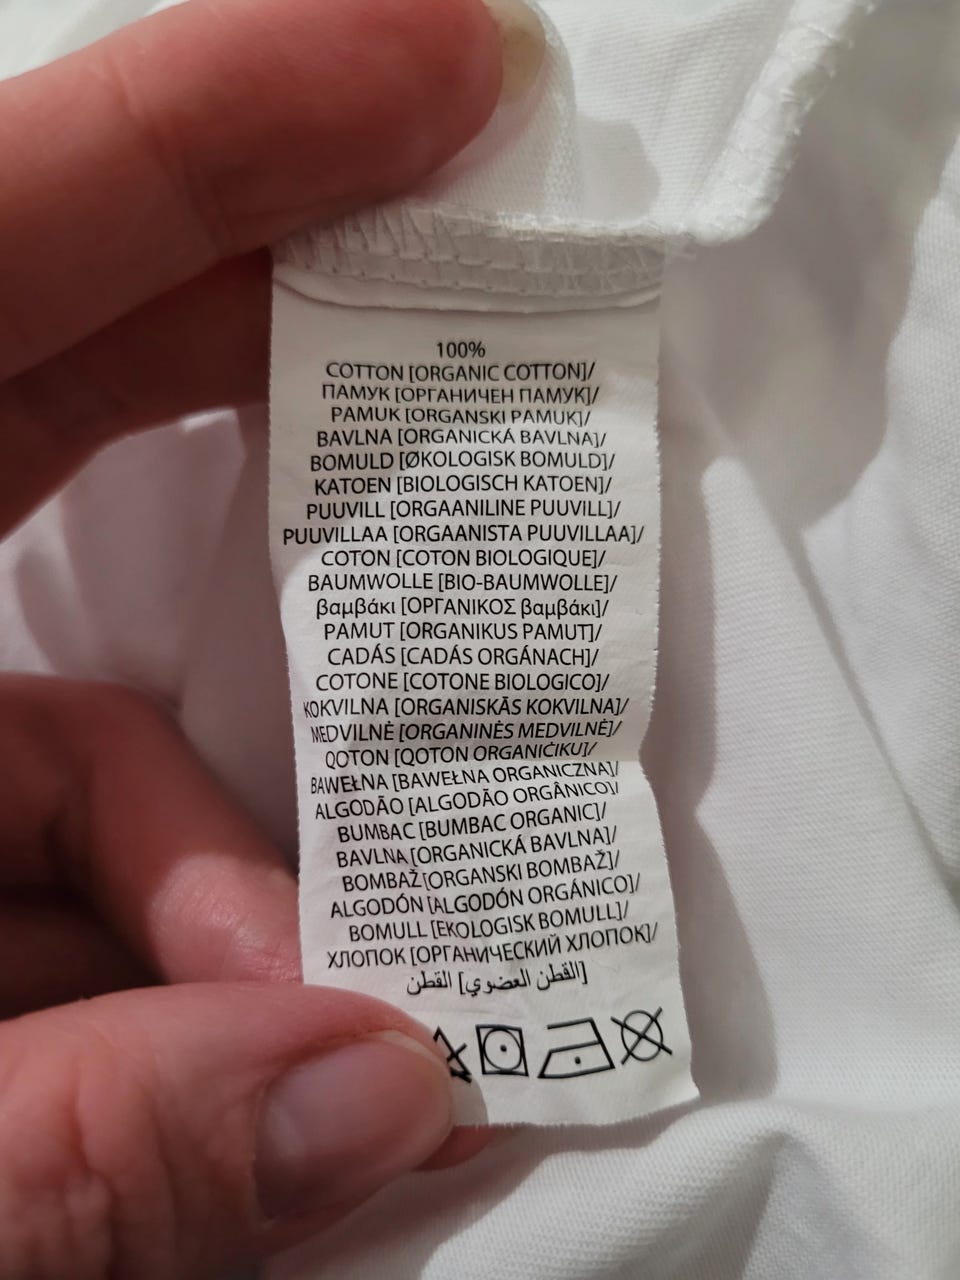 100%
COTTON [ORGANIC COTTON]/
ПАМУК [ОРГАНИЧЕН ПАМУК]/
PAMUK [ORGANSKI PAMUK]/
BAVLNA [ORGANICKÁ BAVLNA]/
BOMULD [ØKOLOGISK BOMULD]/
KATOEN [BIOLOGISCH KATOEN]/
PUUVILL [ORGAANILINE PUUVILL]/
PUUVILLAA [ORGAANISTA PUUVILLAA]/
COTON [COTON BIOLOGIQUE]/
BAUMWOLLE [BIO-BAUMWOLLE]/
βαμβάκι [ΟΡΓΑΝΙΚΟΣ βαμβάκι]/
PAMUT [ORGANIKUS PAMUT]/
CADÁS [CADÁS ORGÁNACH]/
COTONE [COTONE BIOLOGICO]/
KOKVILNA [ORGANISKĀS KOKVILNA]/
MEDVILNĖ [ORGANINĖS MEDVILNĖ]/
QOTON [QOTON ORGANIĊIKU]/
BAWEŁNA [BAWEŁNA ORGANICZNA]/
ALGODÃO [ALGODÃO ORGÂNICO]/
BUMBAC [BUMBAC ORGANIC]/
BAVLNA [ORGANICKÁ BAVLNA]/
BOMBAŽ [ORGANSKI BOMBAŽ]/
ALGODÓN [ALGODÓN ORGÁNICO]/
BOMULL [EKOLOGISK BOMULL]/
ХЛОПОК [ОРГАНИЧЕСКИЙ ХЛОПОК]/
[القطن العضوي] القطن